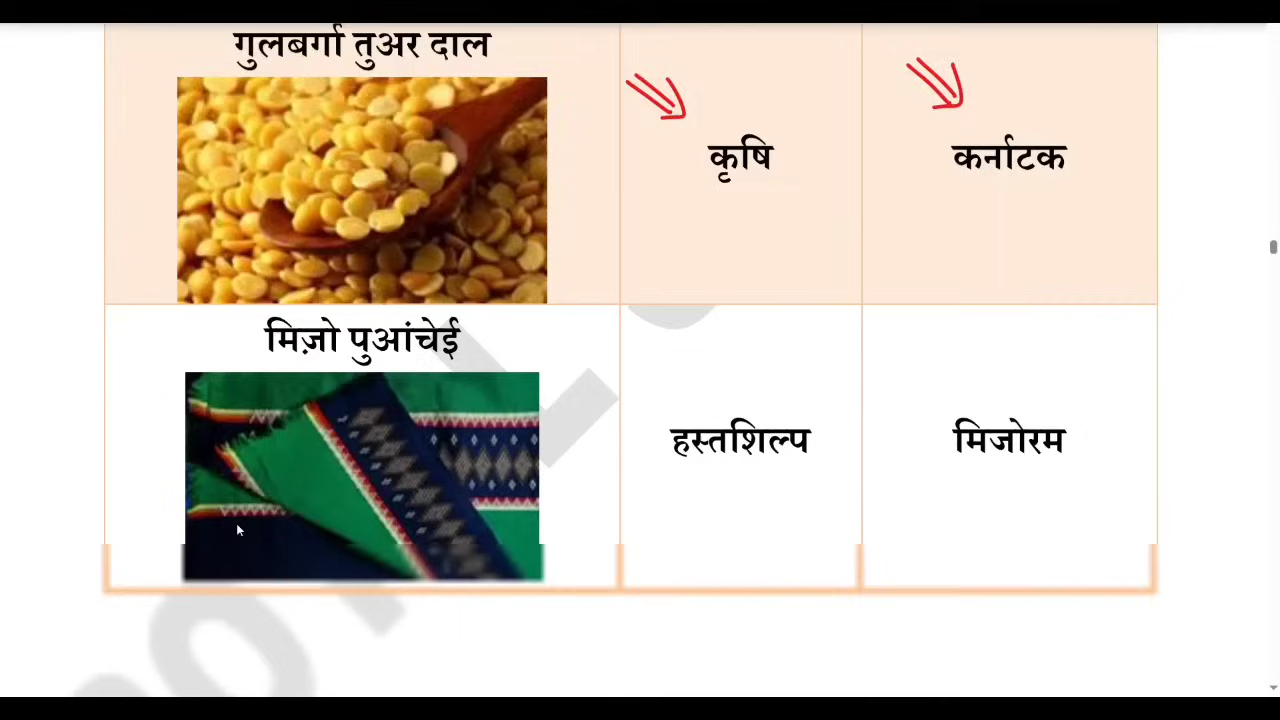 गुलबर्गा तुअर दाल
कृषि
कर्नाटक
मिज़ो पुआंचेई
हस्तशिल्प
मिजोरम